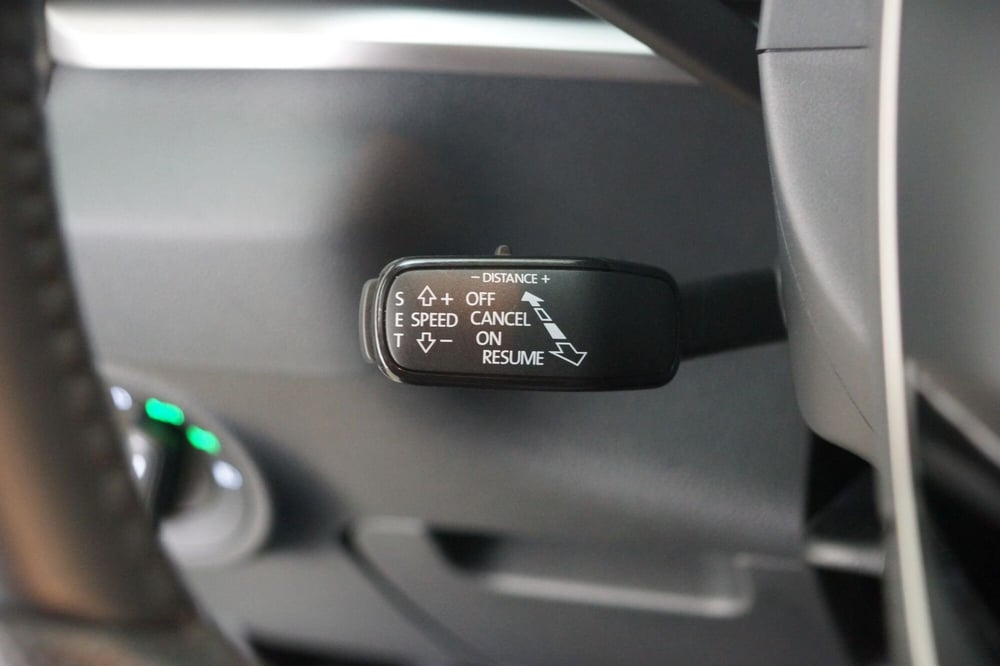 − DISTANCE +
S + OFF
E SPEED CANCEL
T − ON
RESUME